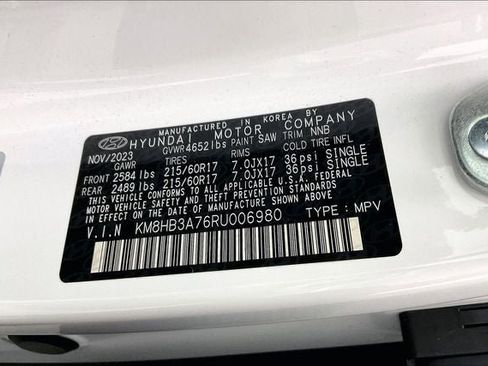 MANUFACTURED IN KOREA BY
HYUNDAI MOTOR COMPANY
NOV/2023 GVWR4652lbs PAINT SAW TRIM NNB
GAWR TIRES RIMS COLD TIRE INFL
FRONT 2584 lbs 215/60R17 7.0JX17 36psi SINGLE
REAR 2489 lbs 215/60R17 7.0JX17 36psi SINGLE
THIS VEHICLE CONFORMS TO ALL APPLICABLE U.S.A. FEDERAL
MOTOR VEHICLE SAFETY AND THEFT PREVENTION STANDARDS
IN EFFECT ON THE DATE OF MANUFACTURE SHOWN ABOVE.
V.I.N KM8HB3A76RU006980 TYPE : MPV